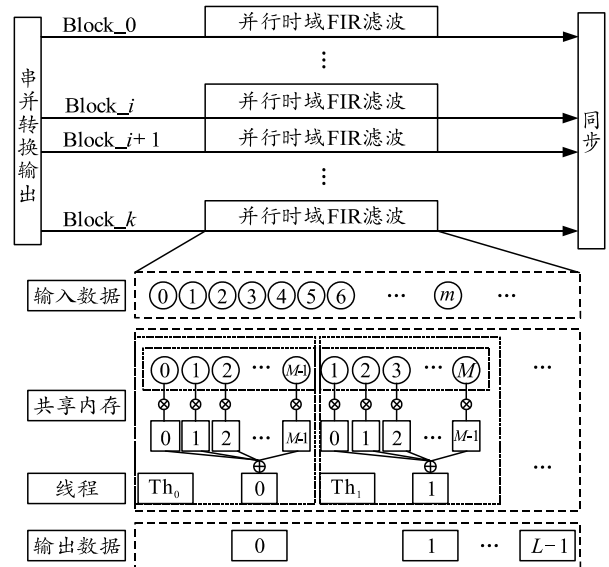 串并转换输出
Block_0
并行时域FIR滤波
⋮
Block_i
并行时域FIR滤波
Block_i+1
并行时域FIR滤波
⋮
Block_k
并行时域FIR滤波
同步
输入数据
0 1 2 3 4 5 6 … m …
共享内存
0 1 2 … M-1 1 2 3 … M …
⊗ ⊗ ⊗ ⊗ ⊗ ⊗ ⊗ ⊗
0 1 2 … M-1 0 1 2 … M-1
⊕ ⊕
线程
Th₀ 0 Th₁ 1 …
输出数据
0 1 … L-1